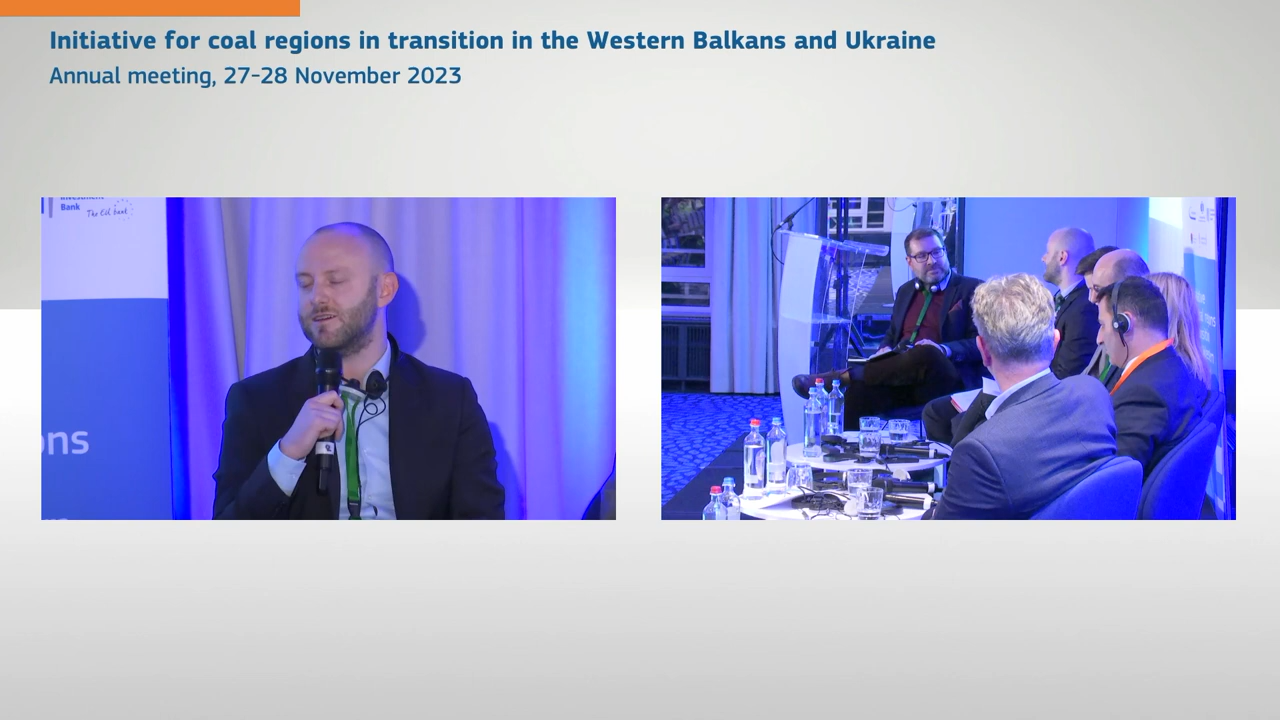 Initiative for coal regions in transition in the Western Balkans and Ukraine
Annual meeting, 27-28 November 2023
Bank
The EU bank
ons